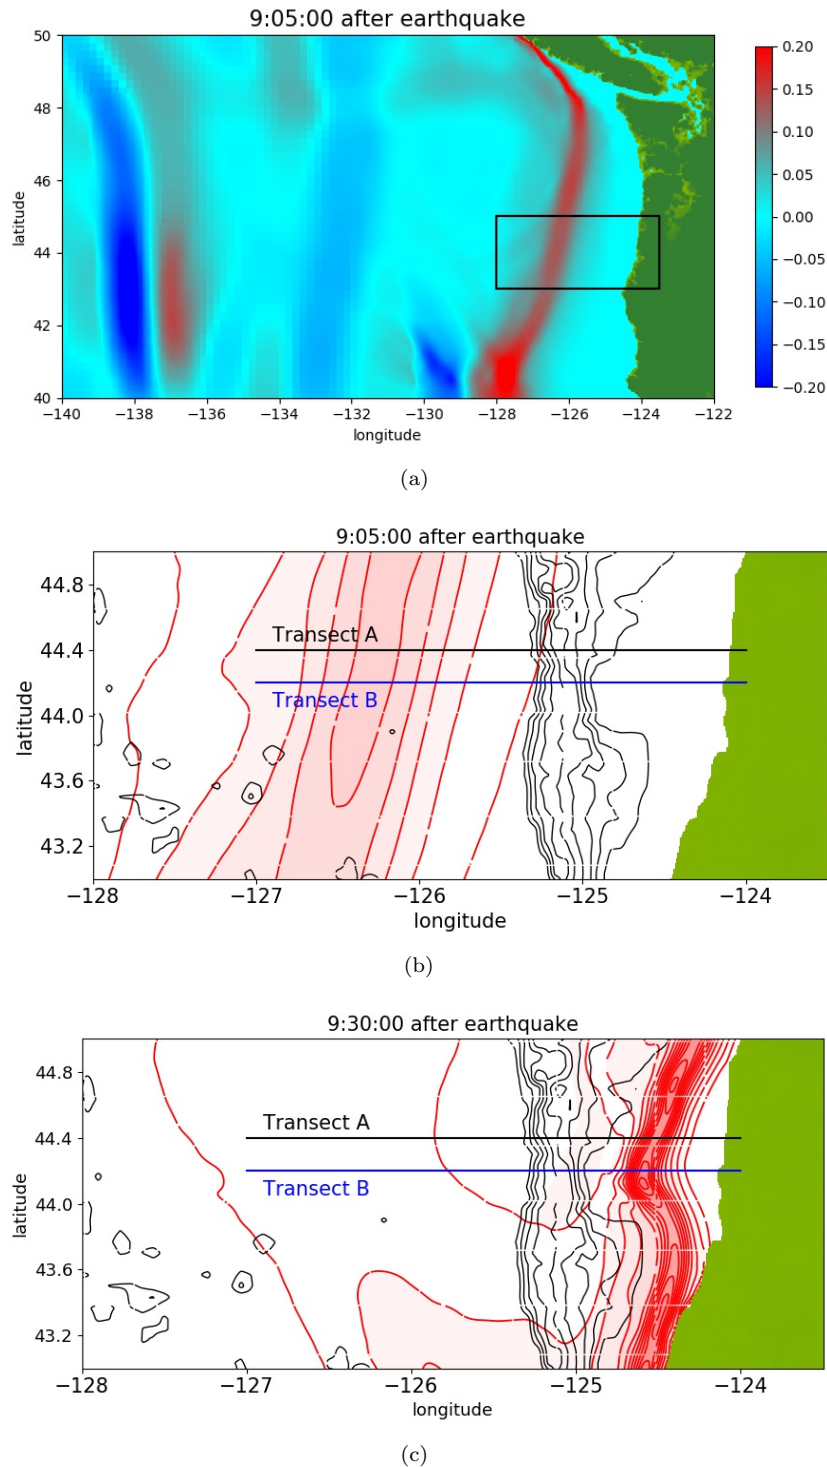 9:05:00 after earthquake
50
48
46
44
42
40
latitude
−140
−138
−136
−134
−132
−130
−128
−126
−124
−122
longitude
0.20
0.15
0.10
0.05
0.00
−0.05
−0.10
−0.15
−0.20
(a)
9:05:00 after earthquake
44.8
44.4
44.0
43.6
43.2
latitude
Transect A
Transect B
−128
−127
−126
−125
−124
longitude
(b)
9:30:00 after earthquake
44.8
44.4
44.0
43.6
43.2
latitude
Transect A
Transect B
−128
−127
−126
−125
−124
longitude
(c)